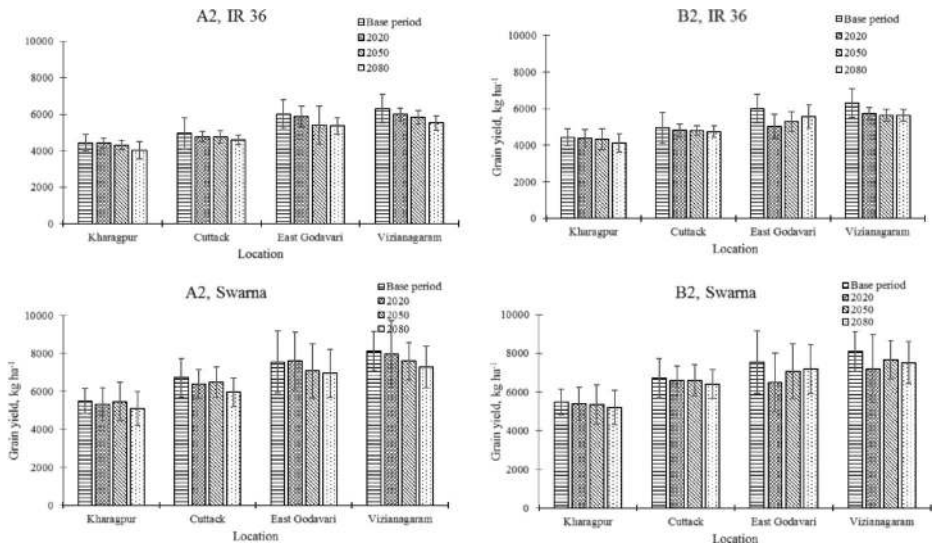 A2, IR 36
Base period
2020
2050
2080
10000
8000
6000
4000
2000
0
Kharagpur Cuttack East Godavari Vizianagaram
Location
B2, IR 36
Base period
2020
2050
2080
Grain yield, kg ha⁻¹
10000
8000
6000
4000
2000
0
Kharagpur Cuttack East Godavari Vizianagaram
Location
A2, Swarna
Base period
2020
2050
2080
Grain yield, kg ha⁻¹
10000
8000
6000
4000
2000
0
Kharagpur Cuttack East Godavari Vizianagaram
Location
B2, Swarna
Base period
2020
2050
2080
Grain yield, kg ha⁻¹
10000
8000
6000
4000
2000
0
Kharagpur Cuttack East Godavari Vizianagaram
Location